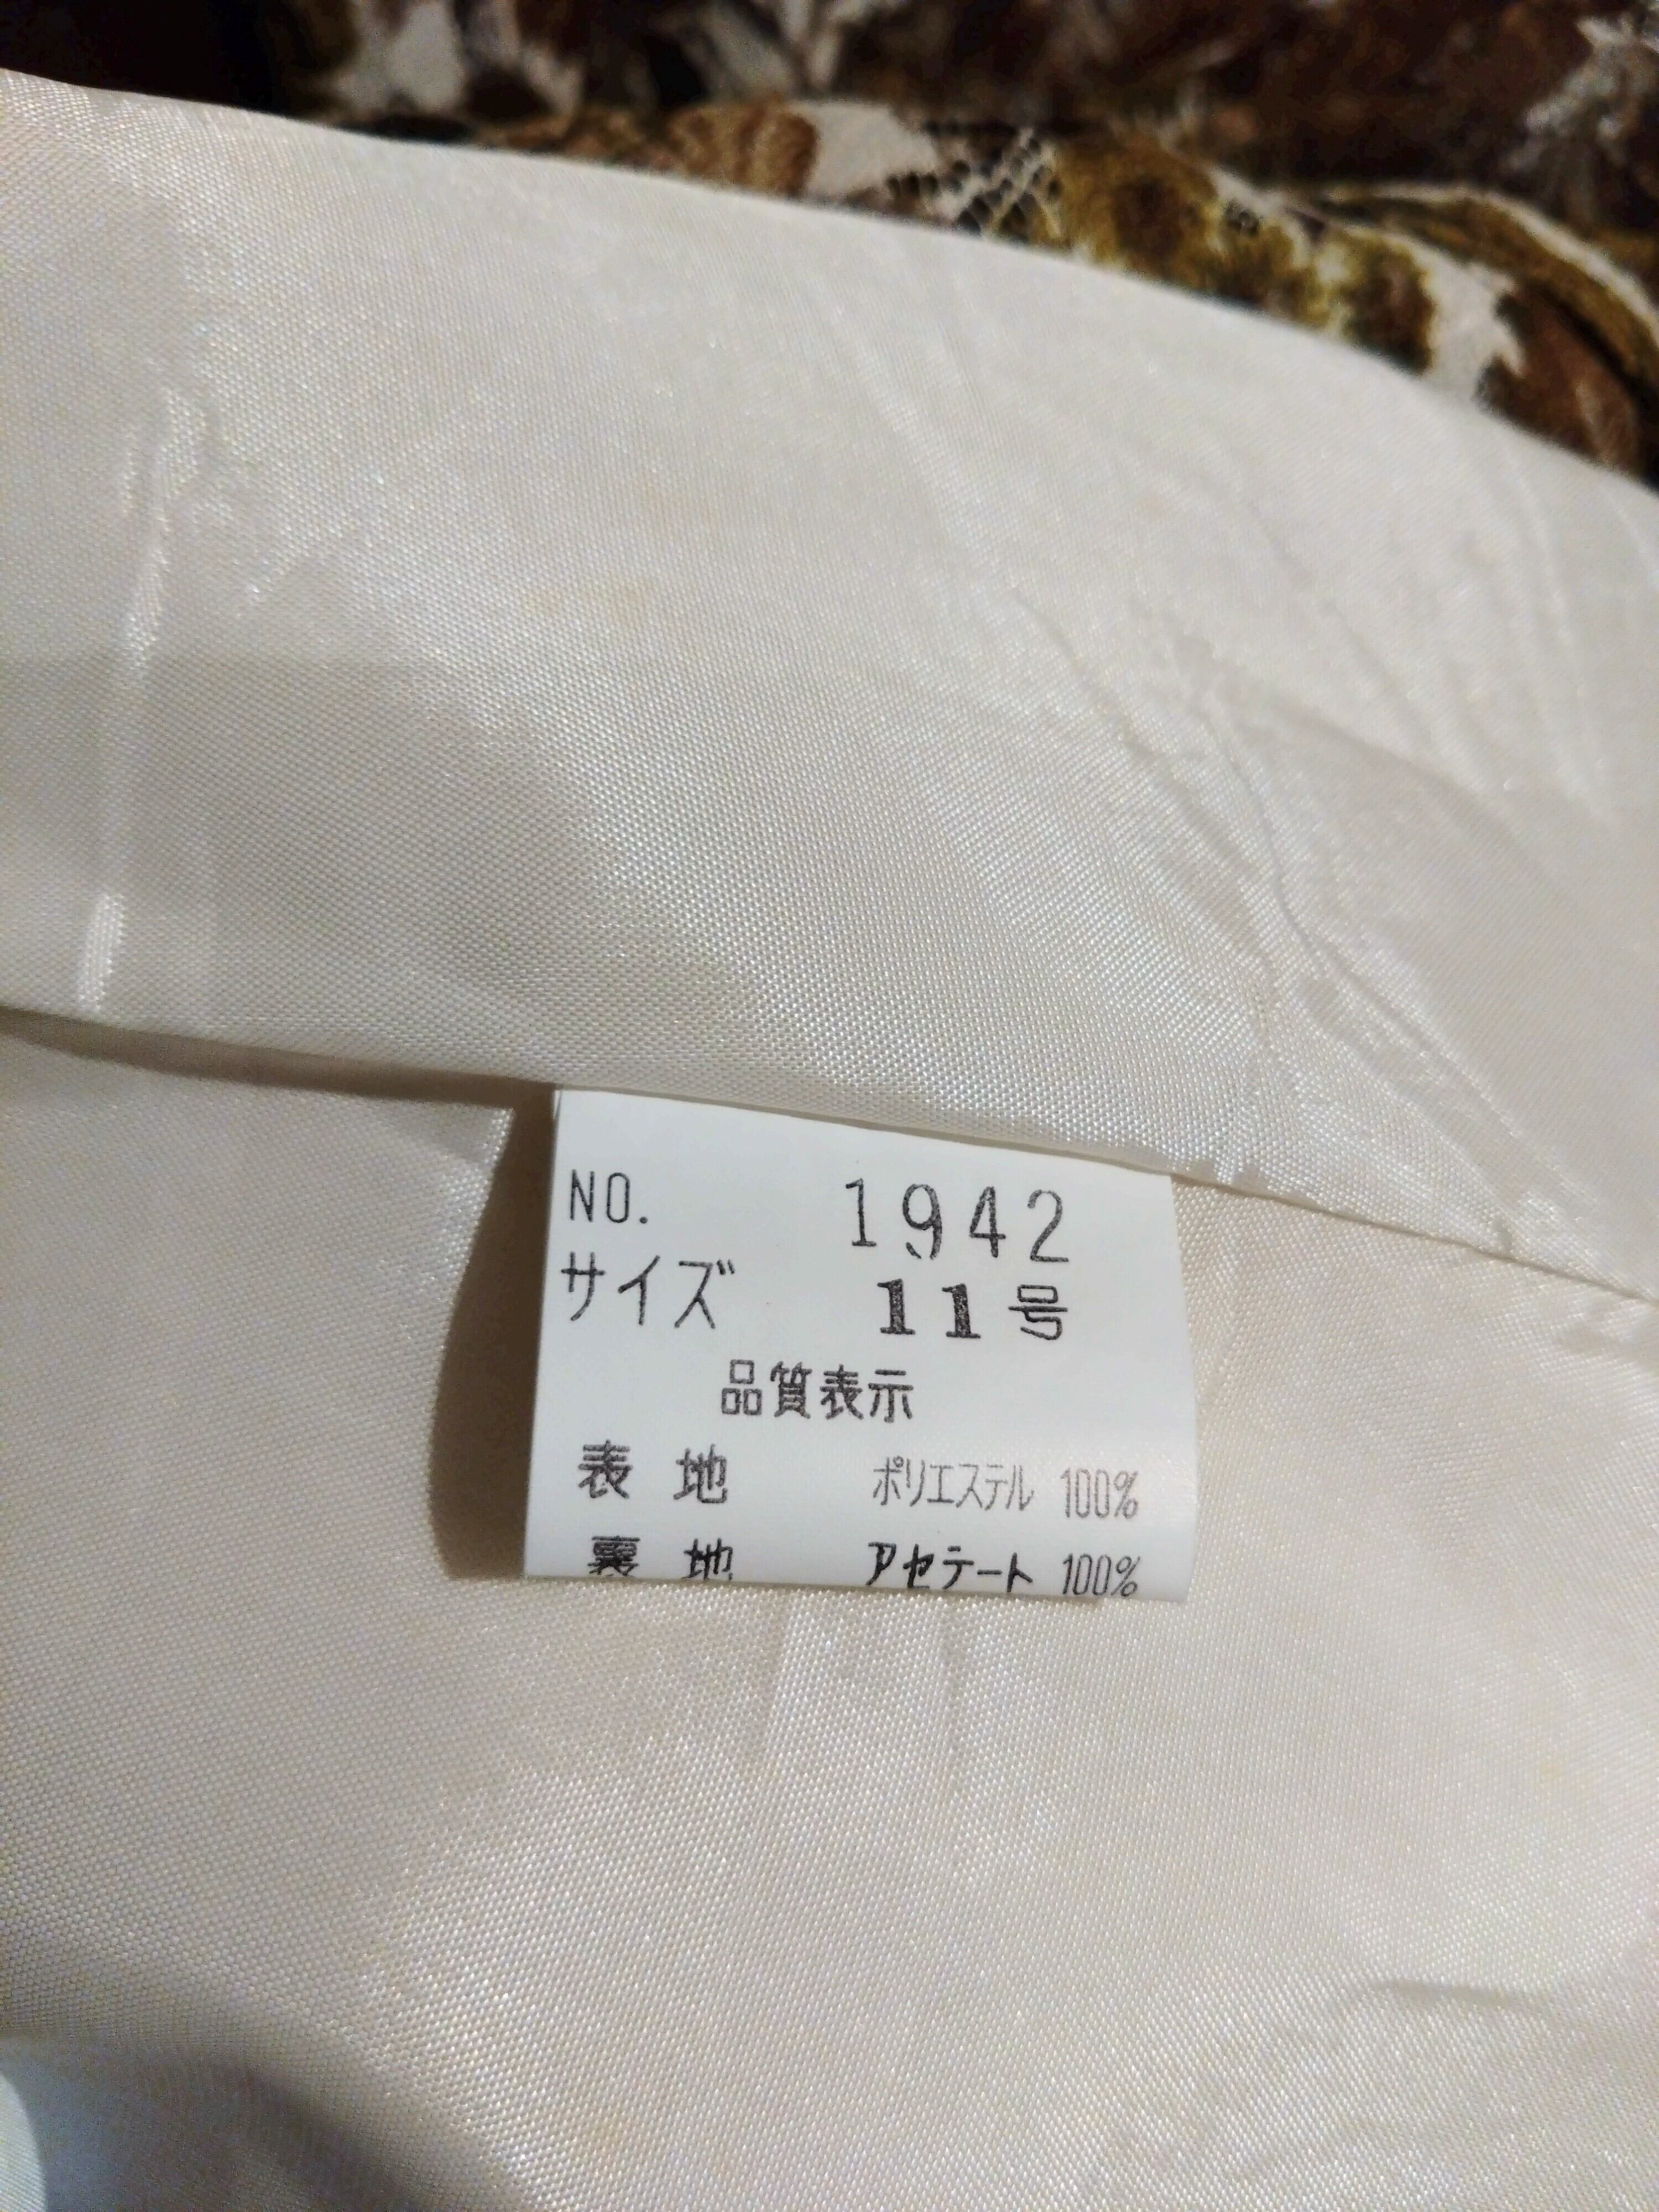 NO. 1942
サイズ 11号
品質表示
表地 ポリエステル 100%
裏地 アセテート 100%